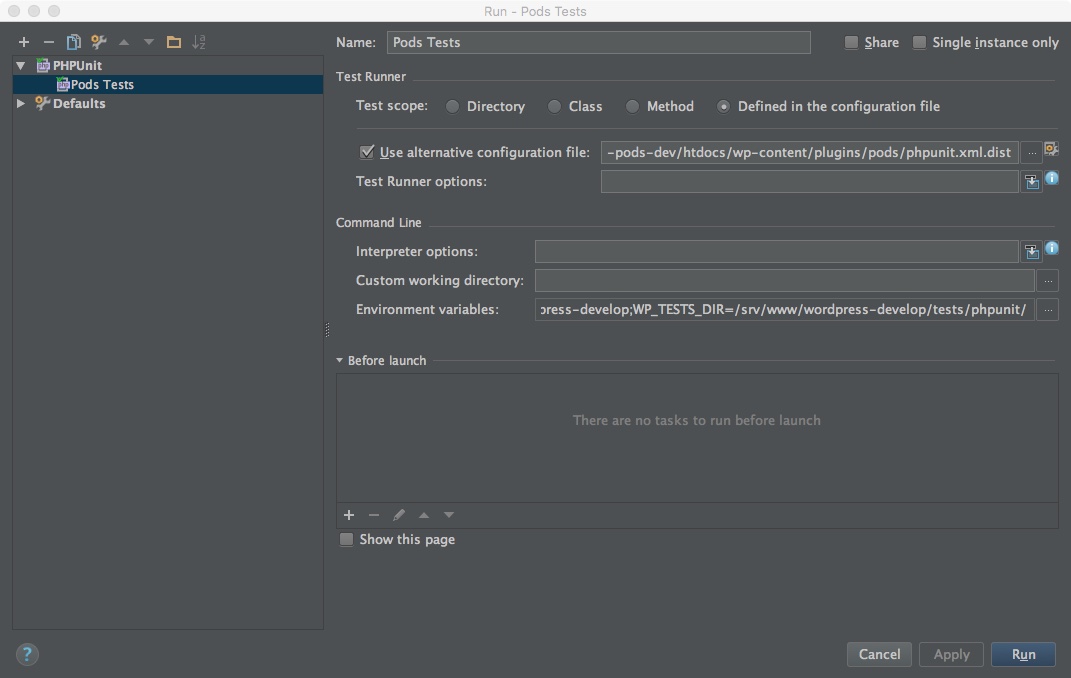 Run - Pods Tests
Name: Pods Tests Share Single instance only
PHPUnit
Pods Tests
Defaults
Test Runner
Test scope: Directory Class Method Defined in the configuration file
Use alternative configuration file: -pods-dev/htdocs/wp-content/plugins/pods/phpunit.xml.dist ...
Test Runner options:
Command Line
Interpreter options:
Custom working directory: ...
Environment variables: press-develop;WP_TESTS_DIR=/srv/www/wordpress-develop/tests/phpunit/ ...
Before launch
There are no tasks to run before launch
Show this page
? Cancel Apply Run